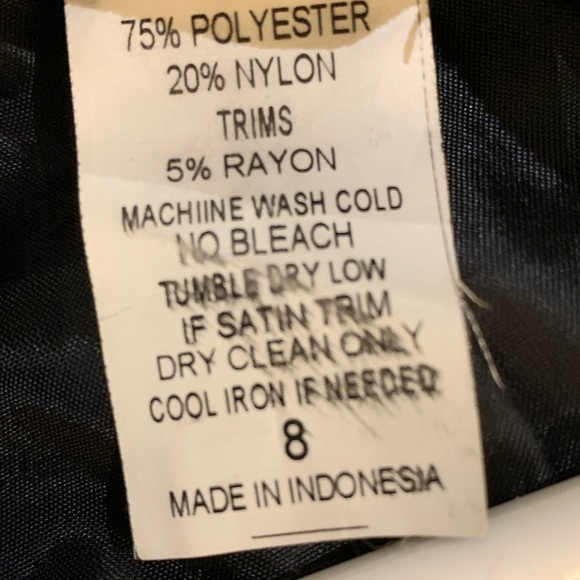 75% POLYESTER
20% NYLON
TRIMS
5% RAYON
MACHIINE WASH COLD
NO BLEACH
TUMBLE DRY LOW
IF SATIN TRIM
DRY CLEAN ONLY
COOL IRON IF NEEDED
8
MADE IN INDONESIA